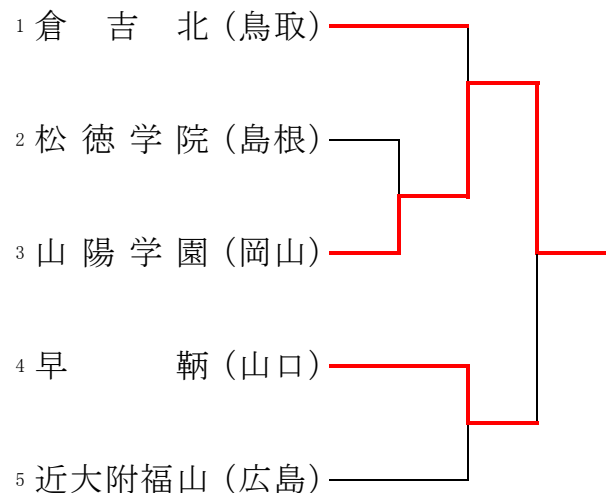 1 倉吉北 (鳥取)
2 松徳学院 (島根)
3 山陽学園 (岡山)
4 早鞆 (山口)
5 近大附福山 (広島)